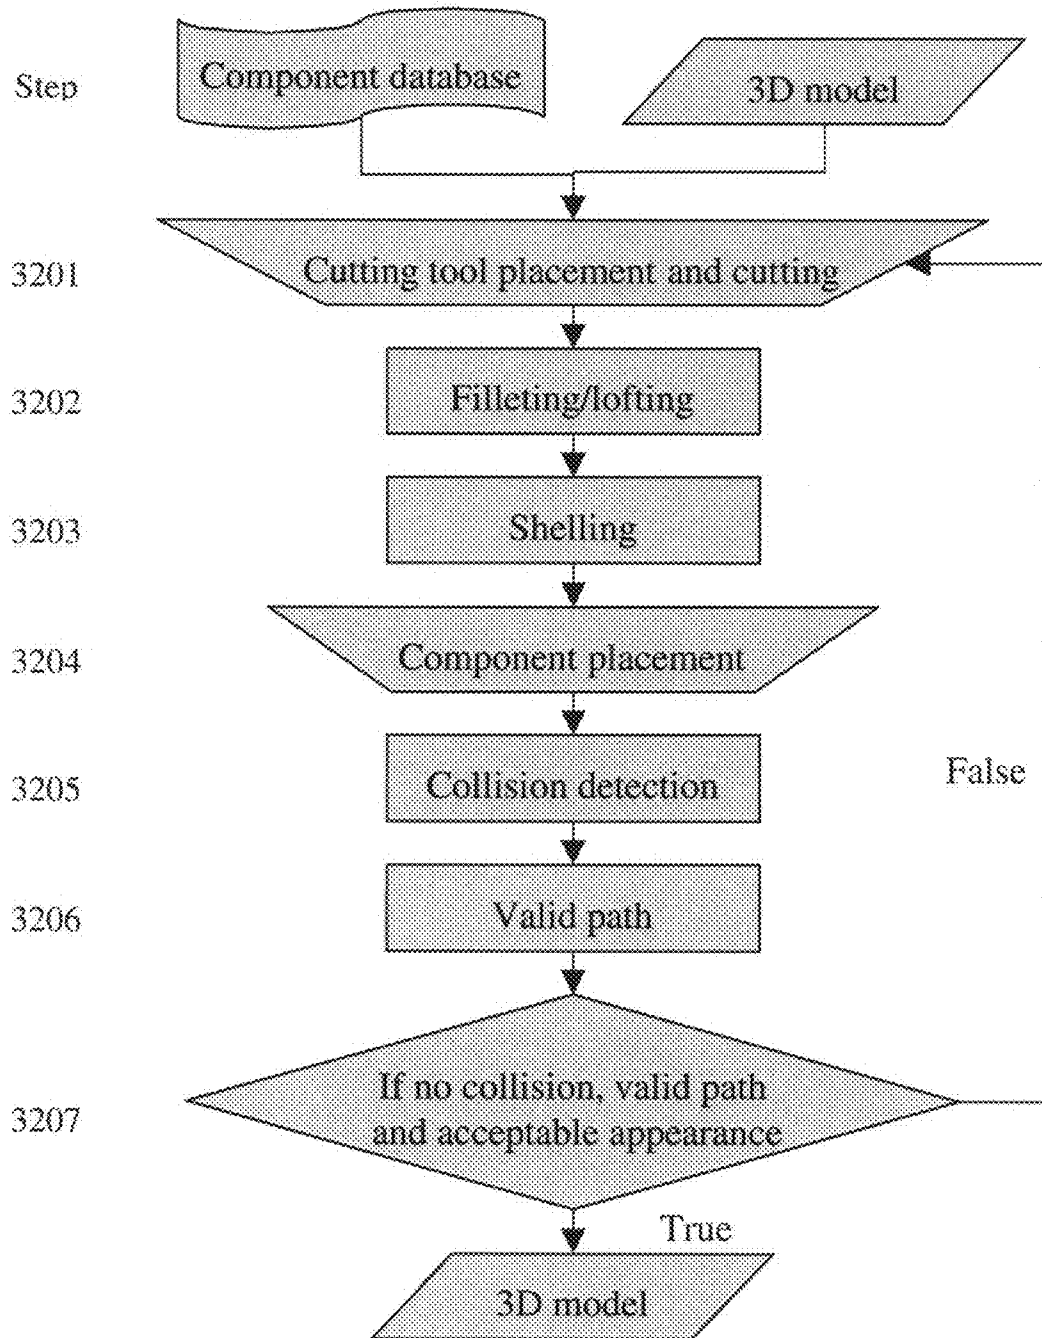 Step
Component database
3D model
3201
Cutting tool placement and cutting
3202
Filleting/lofting
3203
Shelling
3204
Component placement
3205
Collision detection
False
3206
Valid path
3207
If no collision, valid path
and acceptable appearance
True
3D model